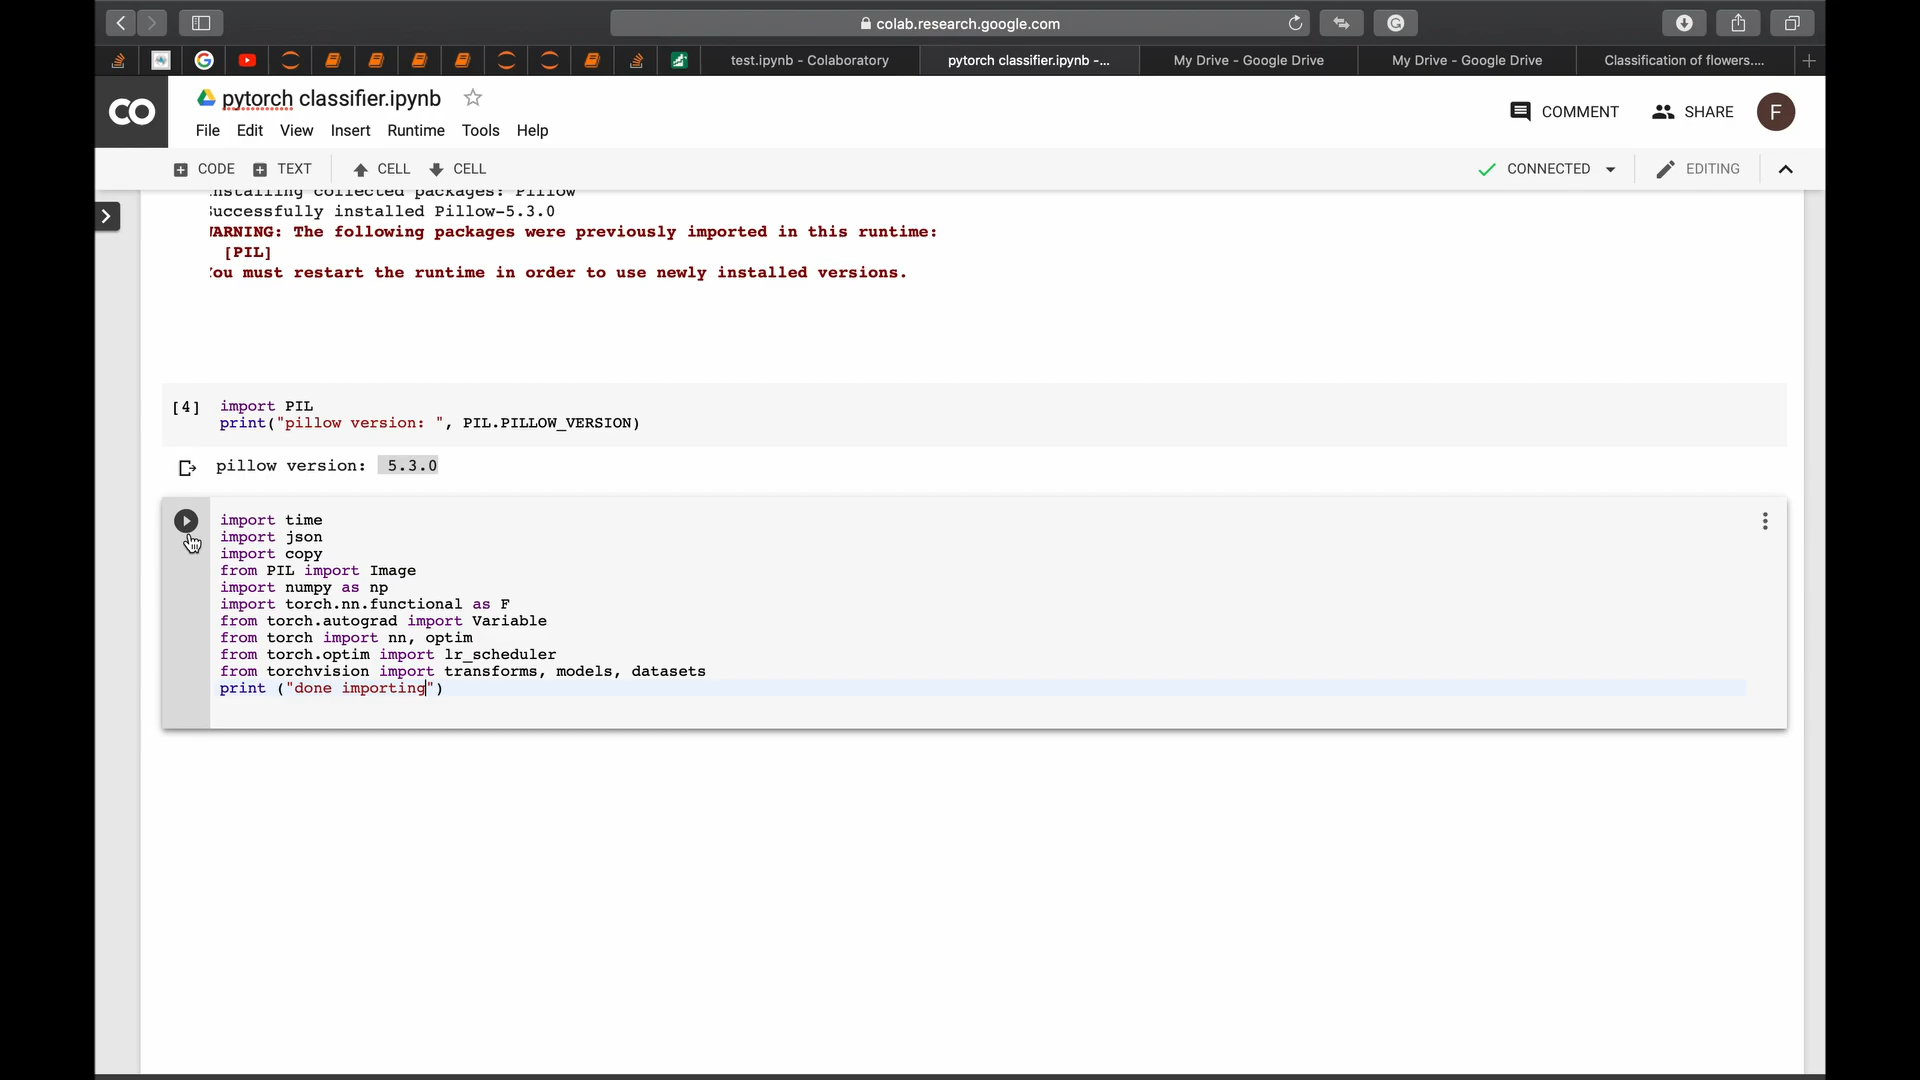 colab.research.google.com
test.ipynb - Colaboratory
pytorch classifier.ipynb -...
My Drive - Google Drive
My Drive - Google Drive
Classification of flowers....
CO
pytorch classifier.ipynb
COMMENT
SHARE
F
File Edit View Insert Runtime Tools Help
CODE TEXT CELL CELL
CONNECTED
EDITING
nstalling collected packages: Pillow
uccessfully installed Pillow-5.3.0
ARNING: The following packages were previously imported in this runtime:
[PIL]
ou must restart the runtime in order to use newly installed versions.
[4] import PIL
print("pillow version: ", PIL.PILLOW_VERSION)
pillow version: 5.3.0
import time
import json
import copy
from PIL import Image
import numpy as np
import torch.nn.functional as F
from torch.autograd import Variable
from torch import nn, optim
from torch.optim import lr_scheduler
from torchvision import transforms, models, datasets
print ("done importing")